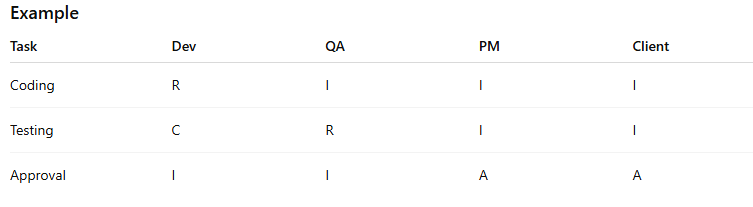 Example
Task Dev QA PM Client
Coding R I I I
Testing C R I I
Approval I I A A